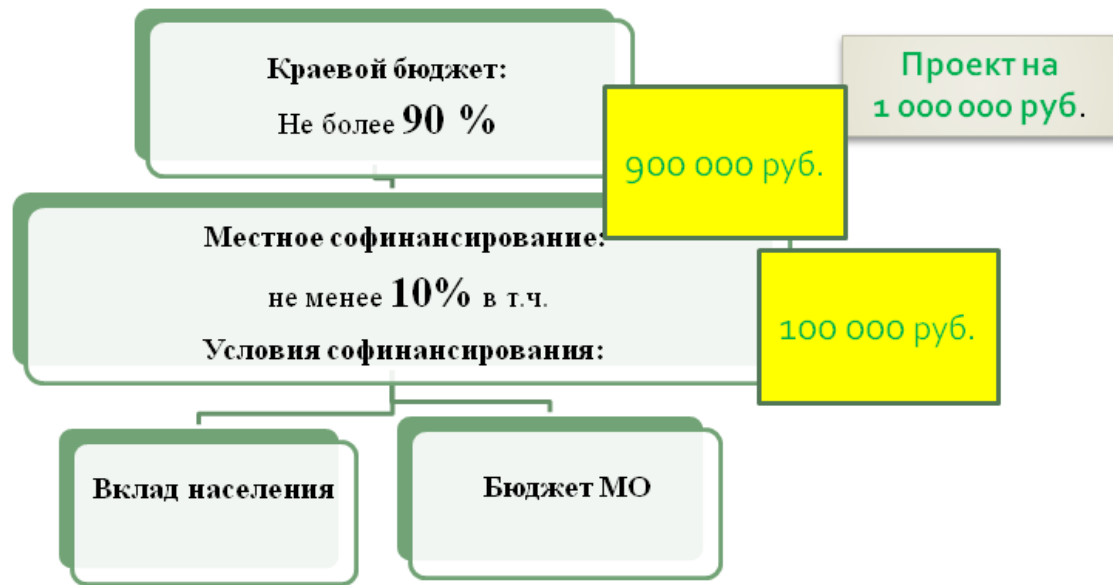 Краевой бюджет:
Не более 90 %
Проект на
1 000 000 руб.
900 000 руб.
Местное софинансирование:
не менее 10% в т.ч.
Условия софинансирования:
100 000 руб.
Вклад населения
Бюджет МО